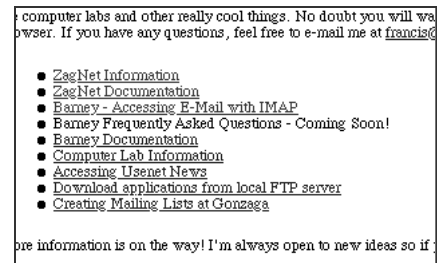 computer labs and other really cool things. No doubt you will wa
owser. If you have any questions, feel free to e-mail me at francis@
ZagNet Information
ZagNet Documentation
Barney - Accessing E-Mail with IMAP
Barney Frequently Asked Questions - Coming Soon!
Barney Documentation
Computer Lab Information
Accessing Usenet News
Download applications from local FTP server
Creating Mailing Lists at Gonzaga
ore information is on the way! I'm always open to new ideas so if